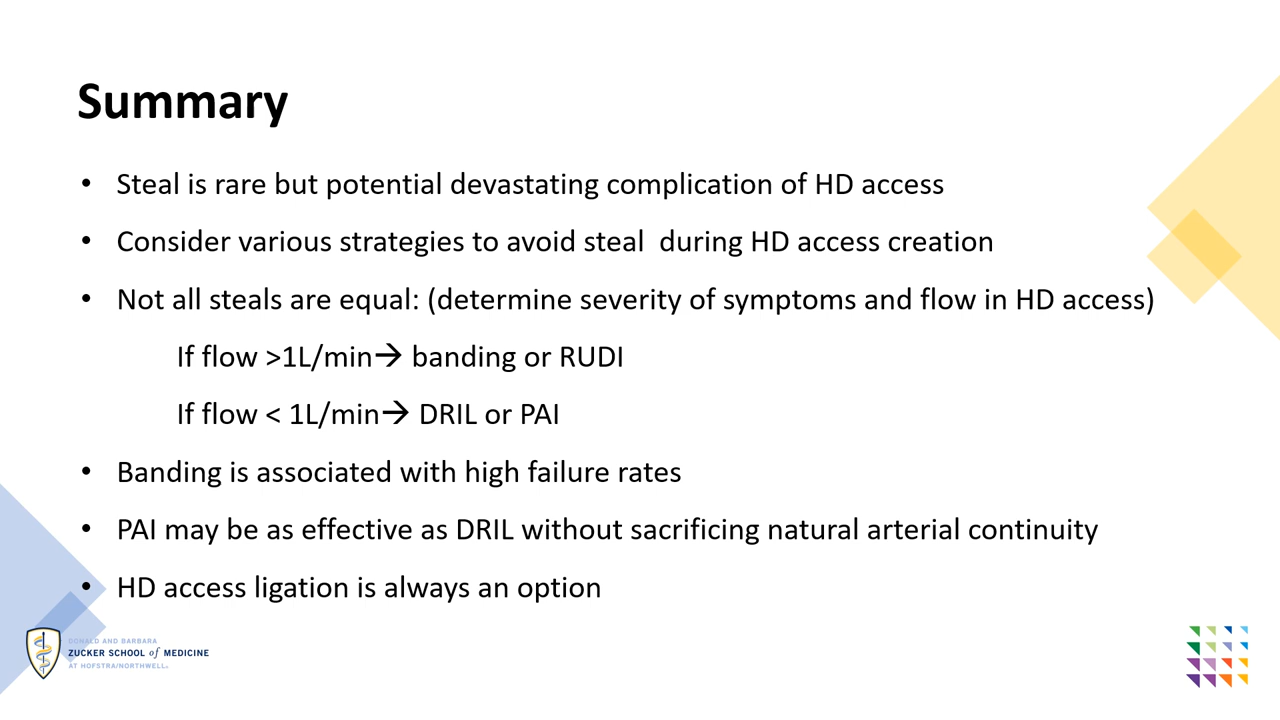 Summary
• Steal is rare but potential devastating complication of HD access
• Consider various strategies to avoid steal  during HD access creation
• Not all steals are equal: (determine severity of symptoms and flow in HD access)
If flow >1L/min→ banding or RUDI
If flow < 1L/min→ DRIL or PAI
• Banding is associated with high failure rates
• PAI may be as effective as DRIL without sacrificing natural arterial continuity
• HD access ligation is always an option
DONALD AND BARBARA
ZUCKER SCHOOL of MEDICINE
AT HOFSTRA/NORTHWELL